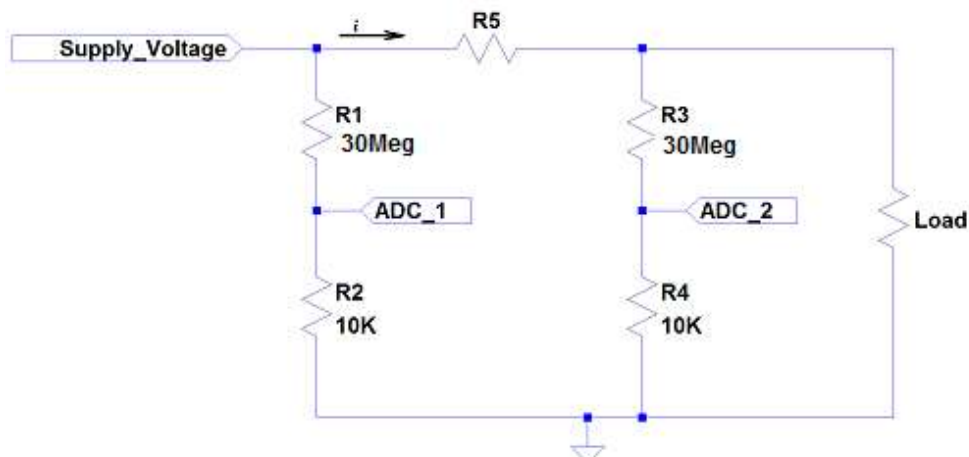 i
R5
Supply_Voltage
R1
30Meg
R3
30Meg
ADC_1
ADC_2
Load
R2
10K
R4
10K